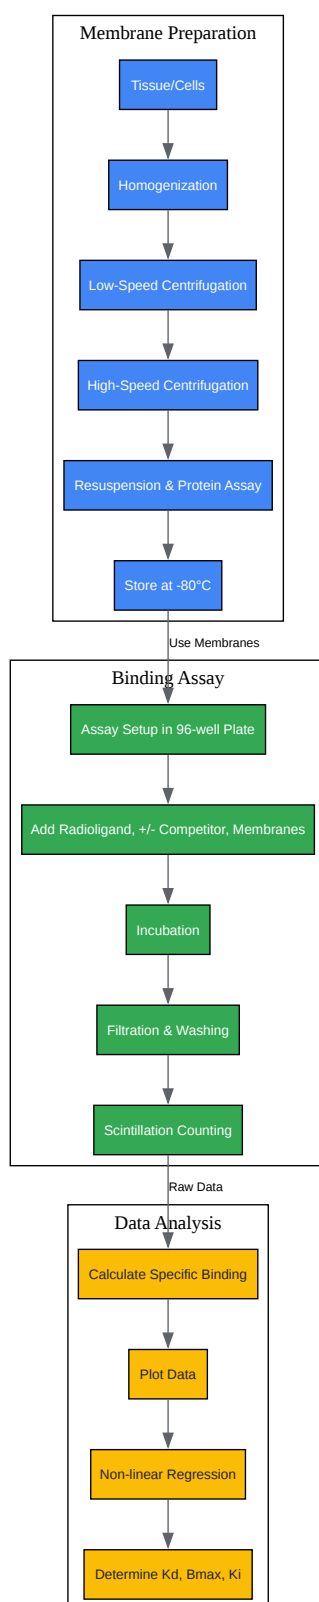 Membrane Preparation
Tissue/Cells
Homogenization
Low-Speed Centrifugation
High-Speed Centrifugation
Resuspension & Protein Assay
Store at -80°C
Use Membranes
Binding Assay
Assay Setup in 96-well Plate
Add Radioligand, +/- Competitor, Membranes
Incubation
Filtration & Washing
Scintillation Counting
Raw Data
Data Analysis
Calculate Specific Binding
Plot Data
Non-linear Regression
Determine Kd, Bmax, Ki